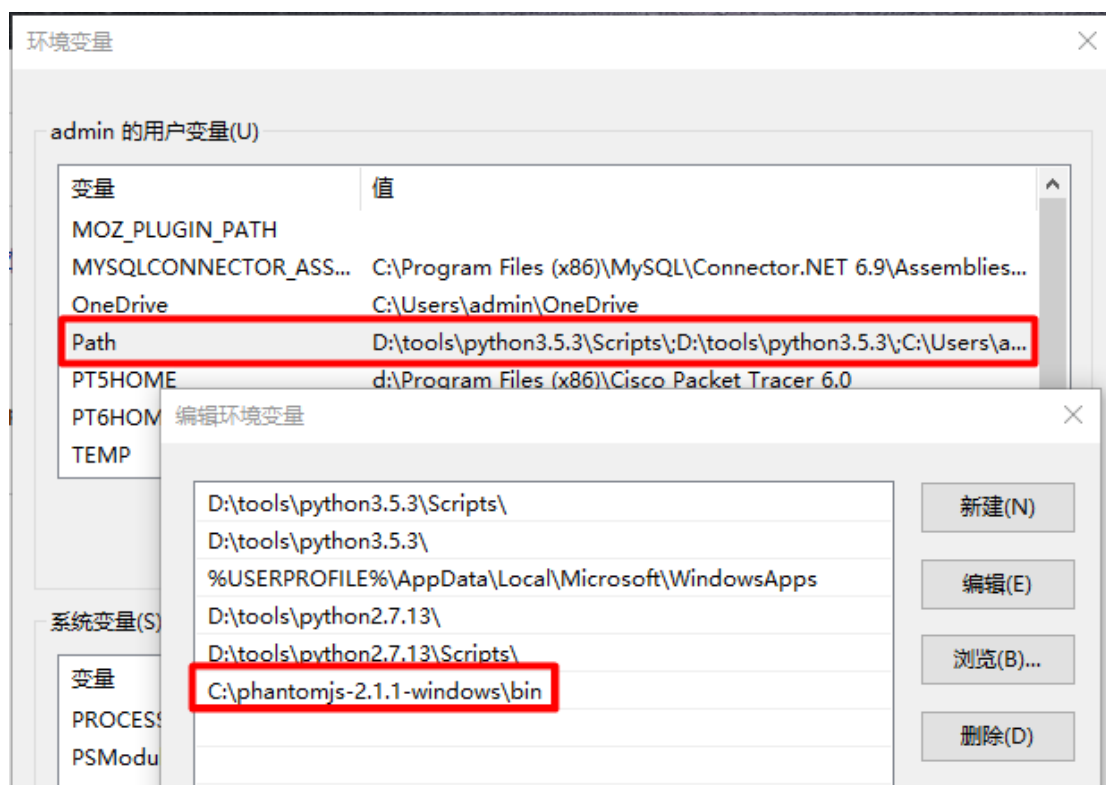 环境变量
admin 的用户变量(U)
变量 值
MOZ_PLUGIN_PATH
MYSQLCONNECTOR_ASS... C:\Program Files (x86)\MySQL\Connector.NET 6.9\Assemblies...
OneDrive C:\Users\admin\OneDrive
Path D:\tools\python3.5.3\Scripts\;D:\tools\python3.5.3\;C:\Users\a...
PT5HOME d:\Program Files (x86)\Cisco Packet Tracer 6.0
PT6HOM
TEMP
编辑环境变量
D:\tools\python3.5.3\Scripts\
D:\tools\python3.5.3\
%USERPROFILE%\AppData\Local\Microsoft\WindowsApps
D:\tools\python2.7.13\
D:\tools\python2.7.13\Scripts\
C:\phantomjs-2.1.1-windows\bin
新建(N)
编辑(E)
浏览(B)...
删除(D)
系统变量(S)
变量
PROCESS
PSModu